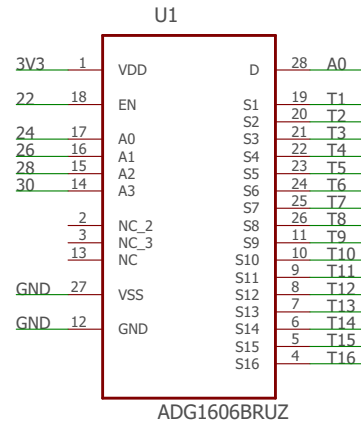 U1
3V3 1 VDD D 28 A0
22 18 EN S1 19 T1
S2 20 T2
24 17 A0 S3 21 T3
26 16 A1 S4 22 T4
28 15 A2 S5 23 T5
30 14 A3 S6 24 T6
S7 25 T7
2 NC_2 S8 26 T8
3 NC_3 S9 11 T9
13 NC S10 10 T10
S11 9 T11
GND 27 VSS S12 8 T12
S13 7 T13
GND 12 GND S14 6 T14
S15 5 T15
S16 4 T16
ADG1606BRUZ